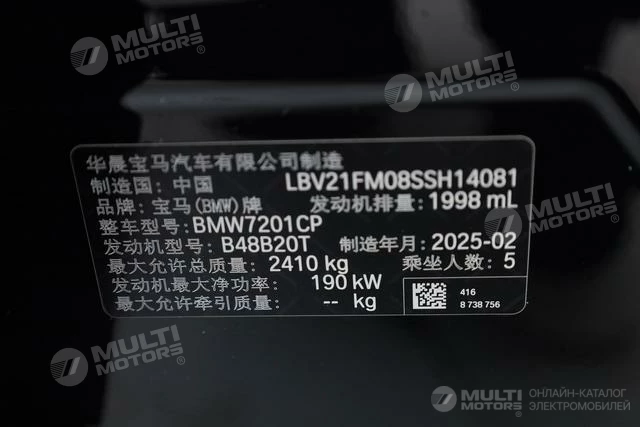 MULTI
MOTORS®
MULTI
MOTORS®
华晨宝马汽车有限公司制造
制造国: 中国 LBV21FM08SSH14081
品牌: 宝马(BMW)牌 发动机排量: 1998 mL
整车型号: BMW7201CP
发动机型号: B48B20T 制造年月: 2025-02
最大允许总质量: 2410 kg 乘坐人数: 5
发动机最大净功率: 190 kW
最大允许牵引质量: -- kg
416
8 738 756
MULTI
MOTORS®
MULTI
MOTORS®
MULTI
MOTORS®
ОНЛАЙН-КАТАЛОГ
ЭЛЕКТРОМОБИЛЕЙ